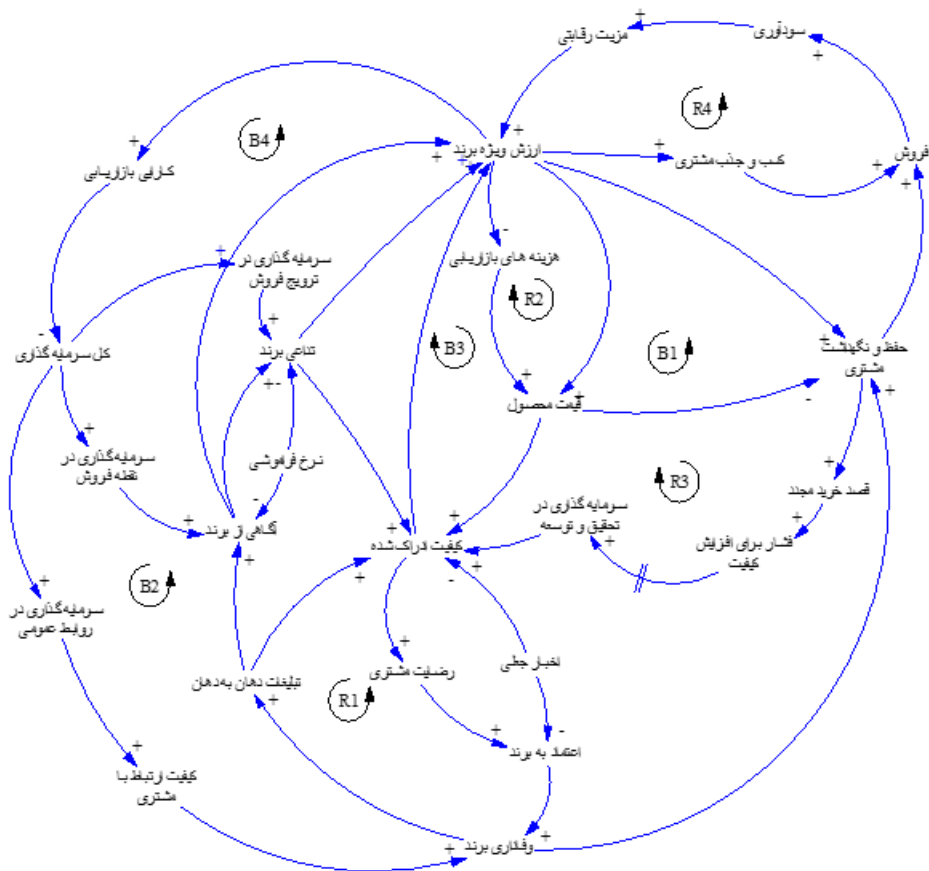 سودآوری
مزیت رقابتی
R4
B4
ارزش ویژه برند
کسب و جذب مشتری
فروش
کارایی بازاریابی
هزینه های بازاریابی
سرمایه گذاری در
ترویج فروش
R2
B3
B1
کل سرمایه گذاری
تداعی برند
حفظ و نگهداشت
مشتری
قیمت محصول
سرمایه گذاری در
نقطه فروش
نرخ فراموشی
R3
قصد خرید مجدد
سرمایه گذاری در
تحقیق و توسعه
آگاهی از برند
کیفیت ادراک شده
فشار برای افزایش
کیفیت
B2
سرمایه گذاری در
روابط عمومی
تبلیغات دهان به دهان
رضایت مشتری
اخبار جعلی
R1
اعتماد به برند
کیفیت ارتباط با
مشتری
وفاداری برند